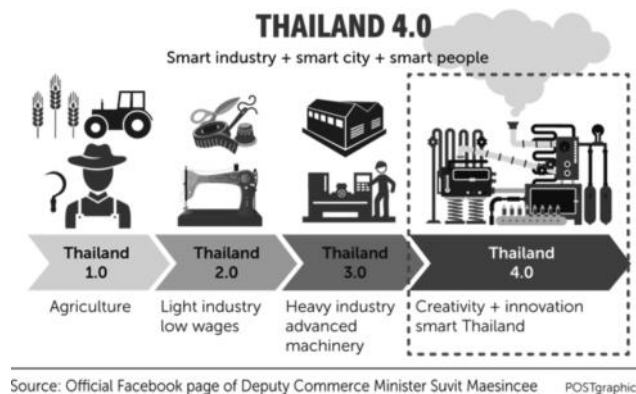 THAILAND 4.0
Smart industry + smart city + smart people
Thailand
1.0
Thailand
2.0
Thailand
3.0
Thailand
4.0
Agriculture
Light industry
low wages
Heavy industry
advanced
machinery
Creativity + innovation
smart Thailand
Source: Official Facebook page of Deputy Commerce Minister Suvit Maesincee
POSTgraphic